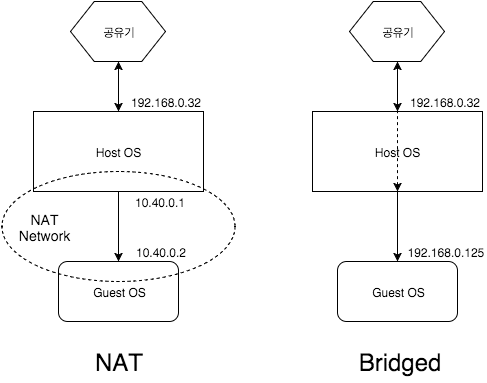 공유기
192.168.0.32
Host OS
10.40.0.1
NAT
Network
10.40.0.2
Guest OS
NAT
공유기
192.168.0.32
Host OS
192.168.0.125
Guest OS
Bridged